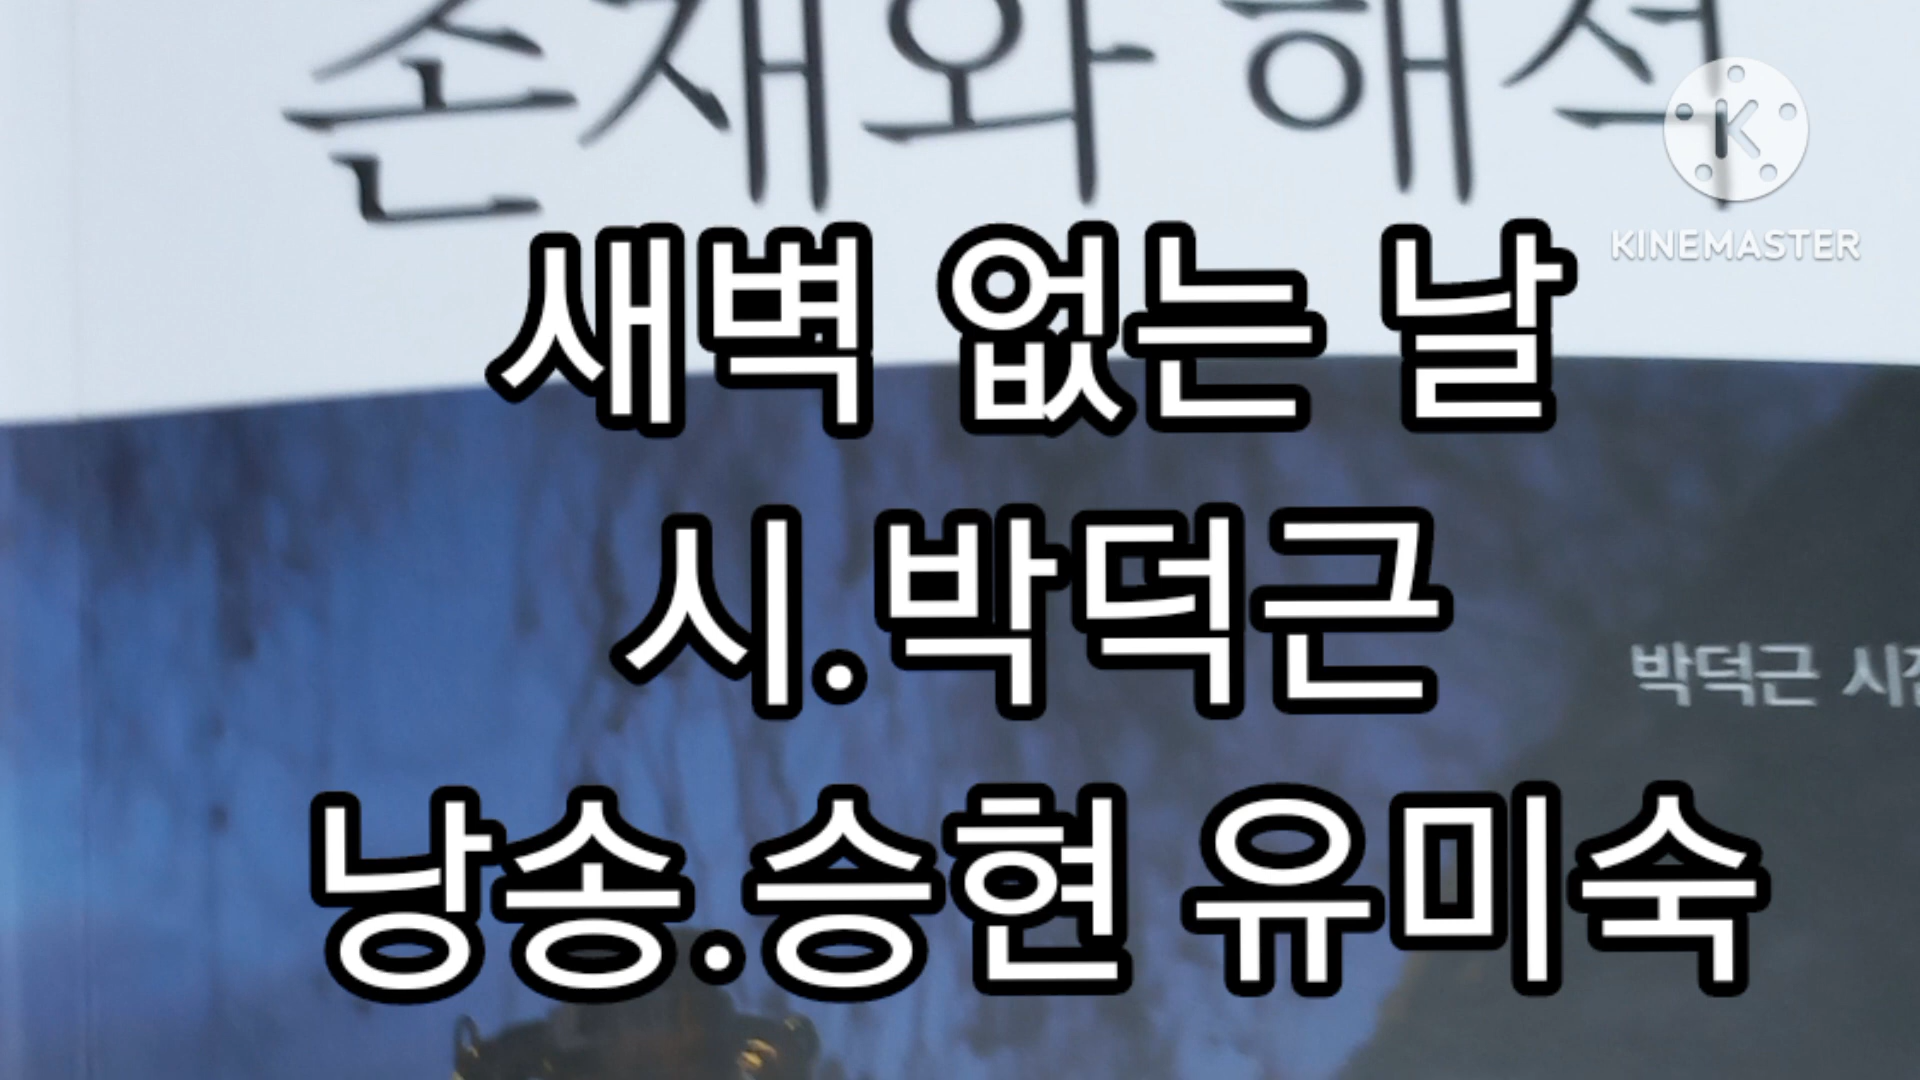 존재와 해석
K
KINEMASTER
새벽 없는 날
시.박덕근
박덕근 시집
낭송.승현 유미숙